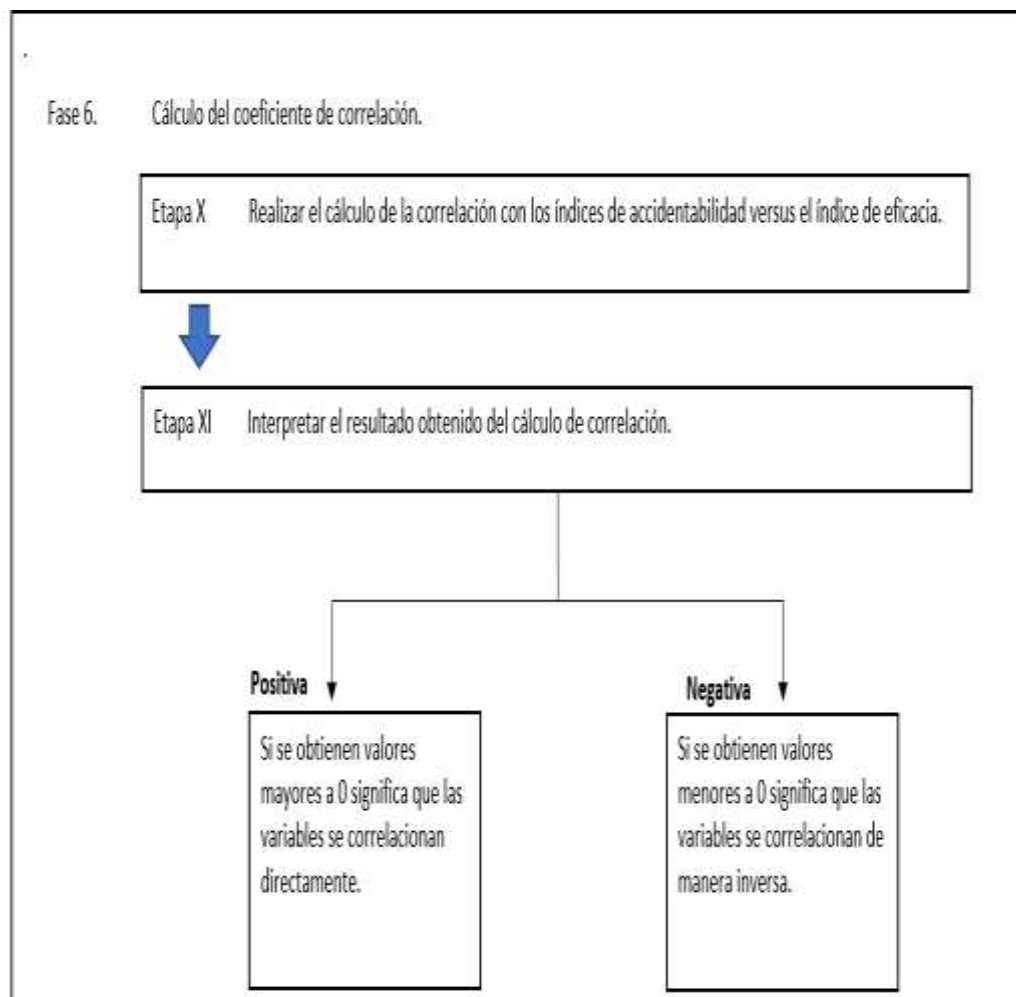 .
Fase 6. Cálculo del coeficiente de correlación.
Etapa X Realizar el cálculo de la correlación con los índices de accidentabilidad versus el índice de eficacia.
Etapa XI Interpretar el resultado obtenido del cálculo de correlación.
Positiva
Si se obtienen valores
mayores a 0 significa que las
variables se correlacionan
directamente.
Negativa
Si se obtienen valores
menores a 0 significa que las
variables se correlacionan de
manera inversa.